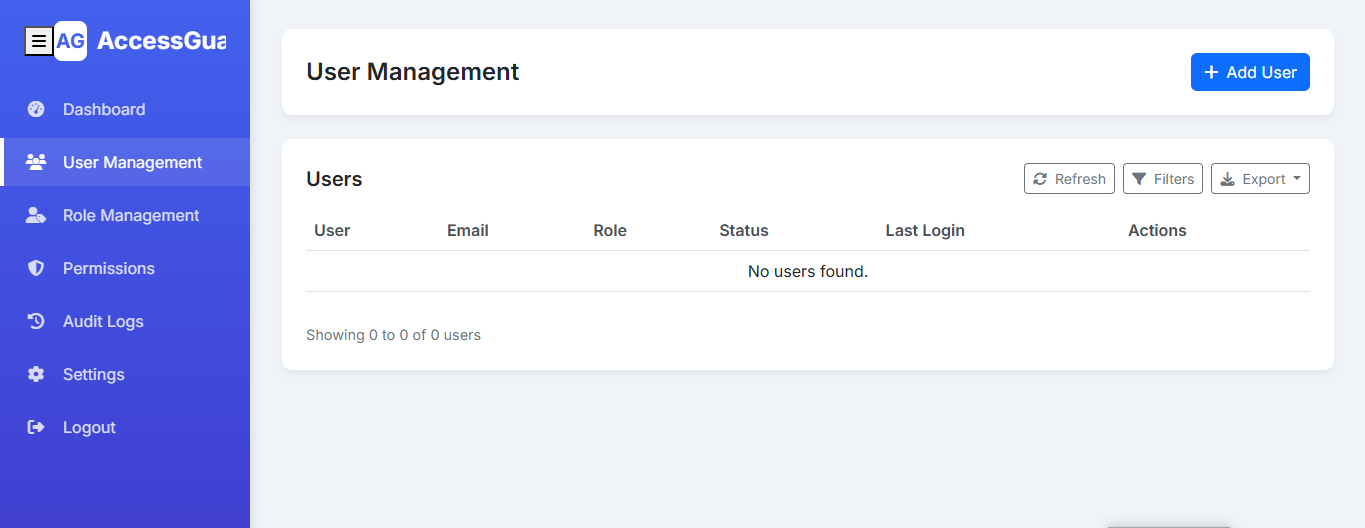 AG AccessGua
Dashboard
User Management
Role Management
Permissions
Audit Logs
Settings
Logout
User Management
Add User
Users
Refresh Filters Export
User Email Role Status Last Login Actions
No users found.
Showing 0 to 0 of 0 users